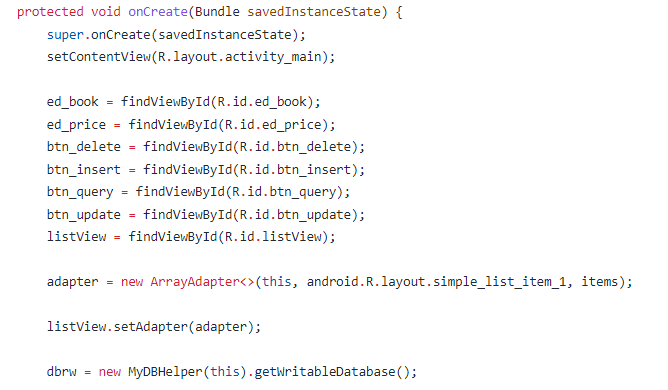 protected void onCreate(Bundle savedInstanceState) {
    super.onCreate(savedInstanceState);
    setContentView(R.layout.activity_main);

    ed_book = findViewById(R.id.ed_book);
    ed_price = findViewById(R.id.ed_price);
    btn_delete = findViewById(R.id.btn_delete);
    btn_insert = findViewById(R.id.btn_insert);
    btn_query = findViewById(R.id.btn_query);
    btn_update = findViewById(R.id.btn_update);
    listView = findViewById(R.id.listView);

    adapter = new ArrayAdapter<>(this, android.R.layout.simple_list_item_1, items);

    listView.setAdapter(adapter);

    dbrw = new MyDBHelper(this).getWritableDatabase();